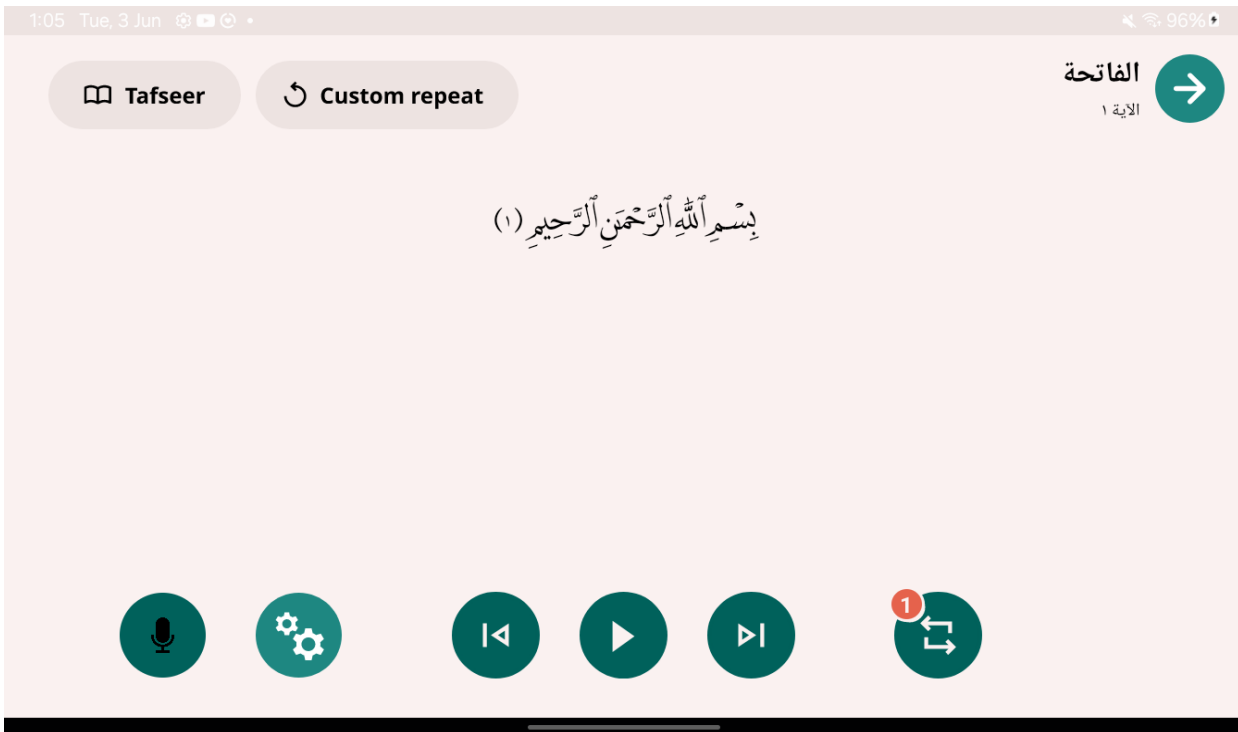 1:05 Tue, 3 Jun
96%
Tafseer
Custom repeat
الفاتحة
الآية ١
بِسْمِ ٱللَّهِ ٱلرَّحْمَٰنِ ٱلرَّحِيمِ (١)
1